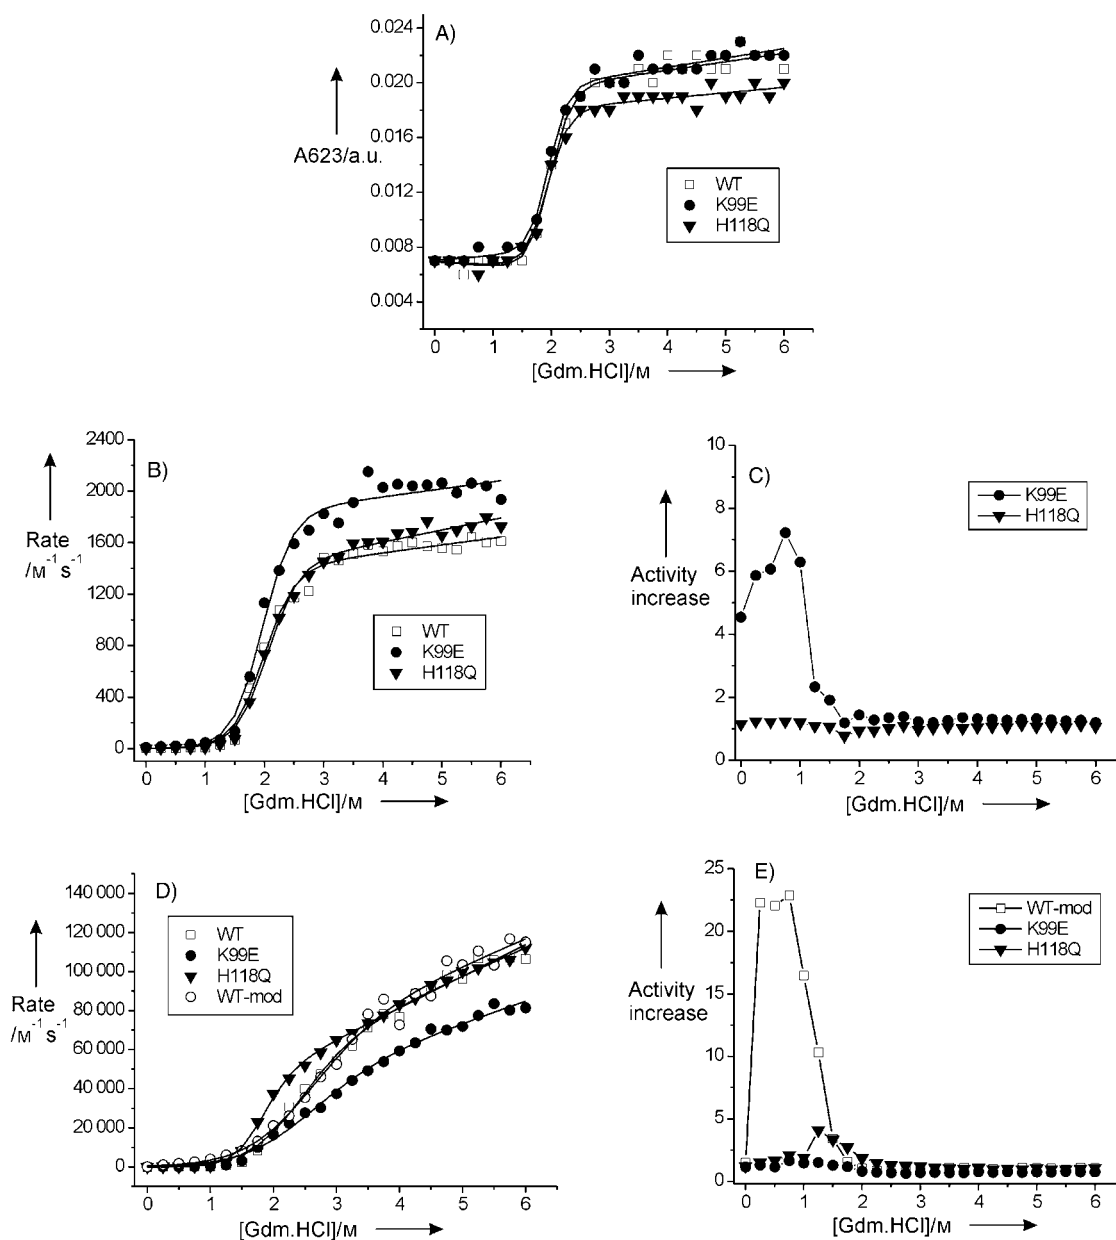 A)
0.024
0.020
0.016
0.012
0.008
0.004
A623/a.u.
WT
K99E
H118Q
0 1 2 3 4 5 6
[Gdm.HCl]/M
B)
2400
2000
1600
1200
800
400
0
Rate
/M⁻¹s⁻¹
WT
K99E
H118Q
0 1 2 3 4 5 6
[Gdm.HCl]/M
C)
10
8
6
4
2
0
Activity
increase
K99E
H118Q
0 1 2 3 4 5 6
[Gdm.HCl]/M
D)
140 000
120 000
100 000
80 000
60 000
40 000
20 000
0
Rate
/M⁻¹s⁻¹
WT
K99E
H118Q
WT-mod
0 1 2 3 4 5 6
[Gdm.HCl]/M
E)
25
20
15
10
5
0
Activity
increase
WT-mod
K99E
H118Q
0 1 2 3 4 5 6
[Gdm.HCl]/M